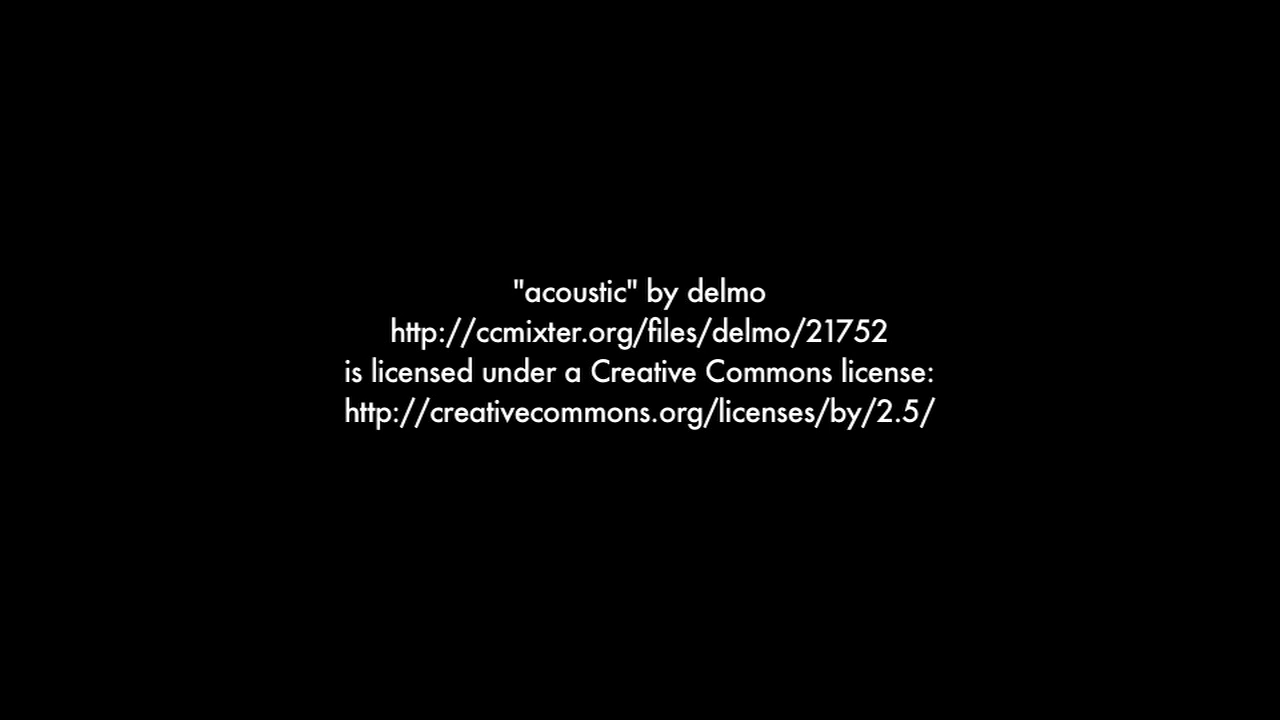 "acoustic" by delmo
http://ccmixter.org/files/delmo/21752
is licensed under a Creative Commons license:
http://creativecommons.org/licenses/by/2.5/